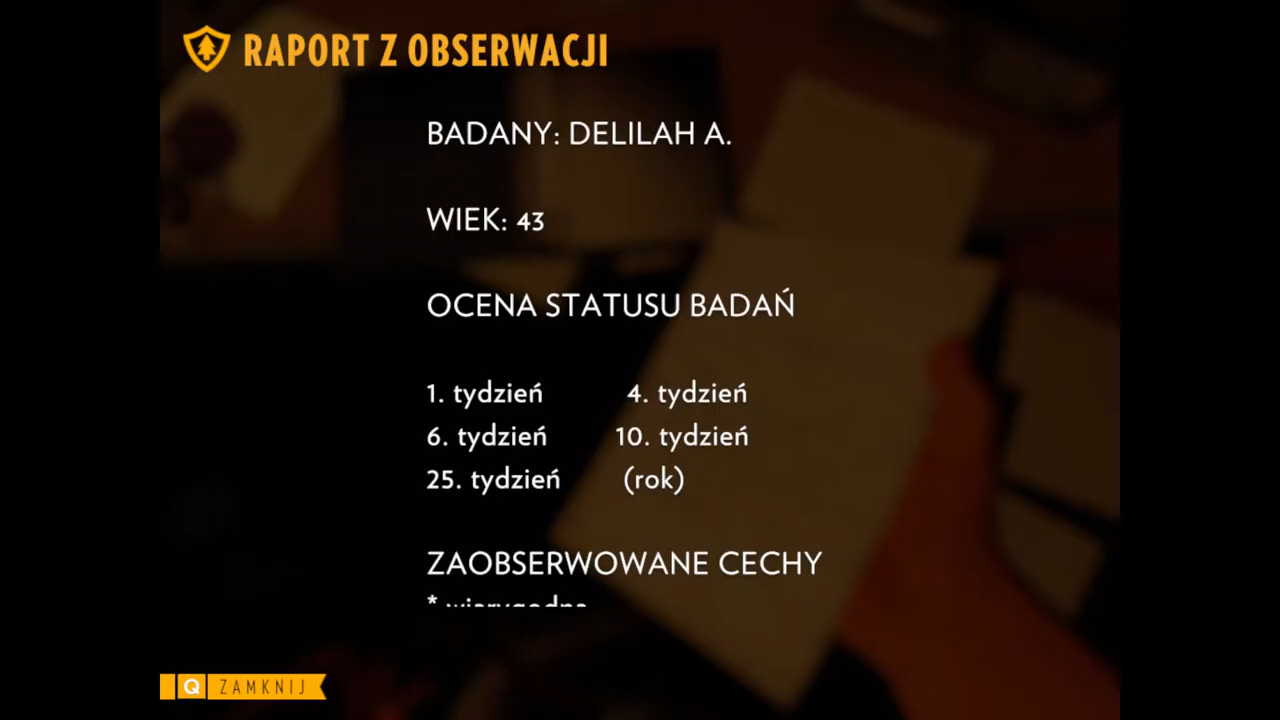 RAPORT Z OBSERWACJI
BADANY: DELILAH A.
WIEK: 43
OCENA STATUSU BADAŃ
1. tydzień 4. tydzień
6. tydzień 10. tydzień
25. tydzień (rok)
ZAOBSERWOWANE CECHY
* wiarygodna
Q ZAMKNIJ